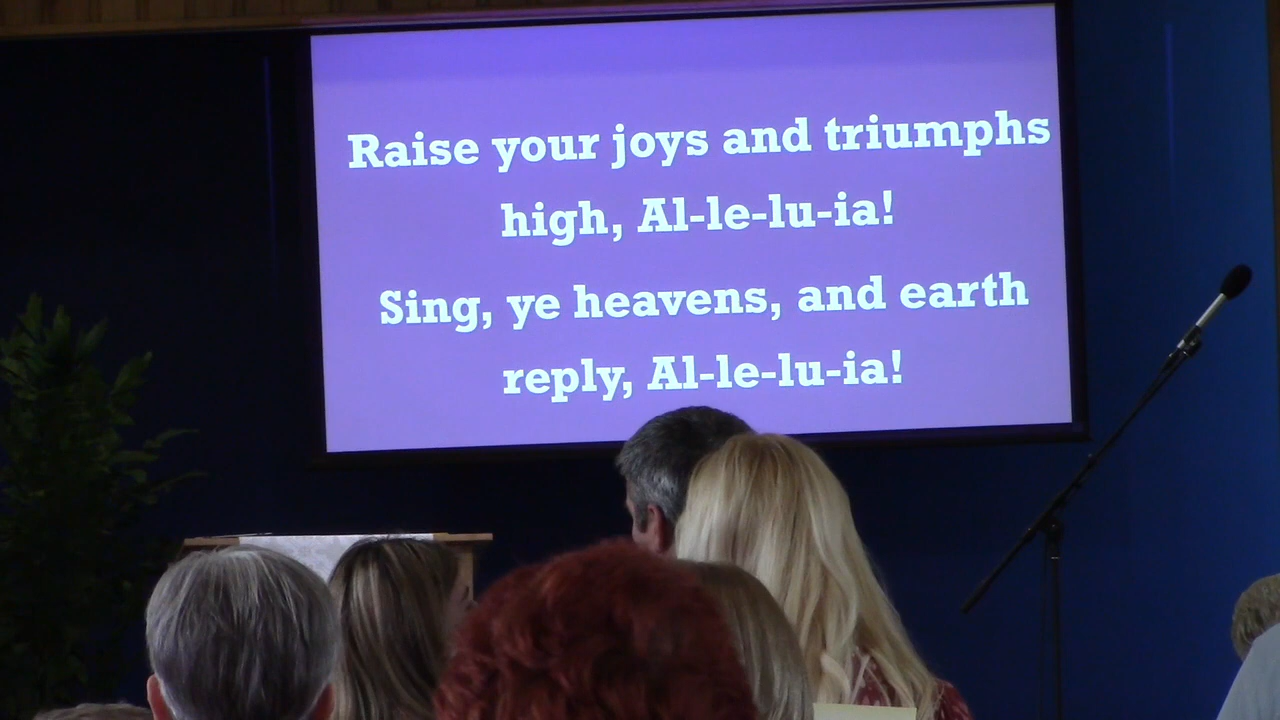 Raise your joys and triumphs
high, Al-le-lu-ia!
Sing, ye heavens, and earth
reply, Al-le-lu-ia!